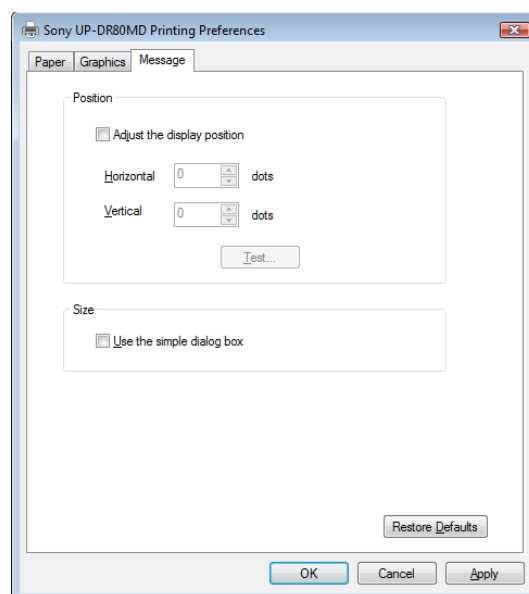 Sony UP-DR80MD Printing Preferences
Paper Graphics Message
Position
Adjust the display position
Horizontal 0 dots
Vertical 0 dots
Test...
Size
Use the simple dialog box
Restore Defaults
OK Cancel Apply